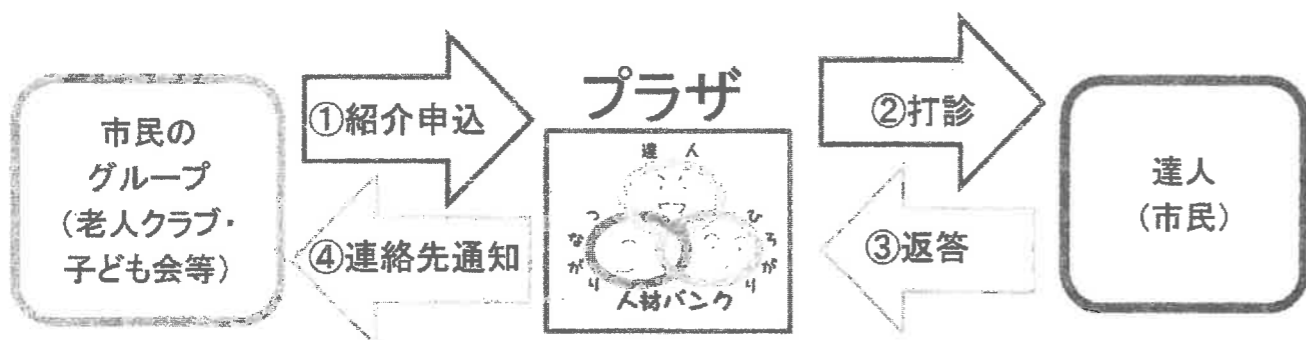 市民の
グループ
(老人クラブ・
子ども会等)
①紹介申込
④連絡先通知
プラザ
達人
つながり
ひろがり
人材バンク
②打診
③返答
達人
(市民)